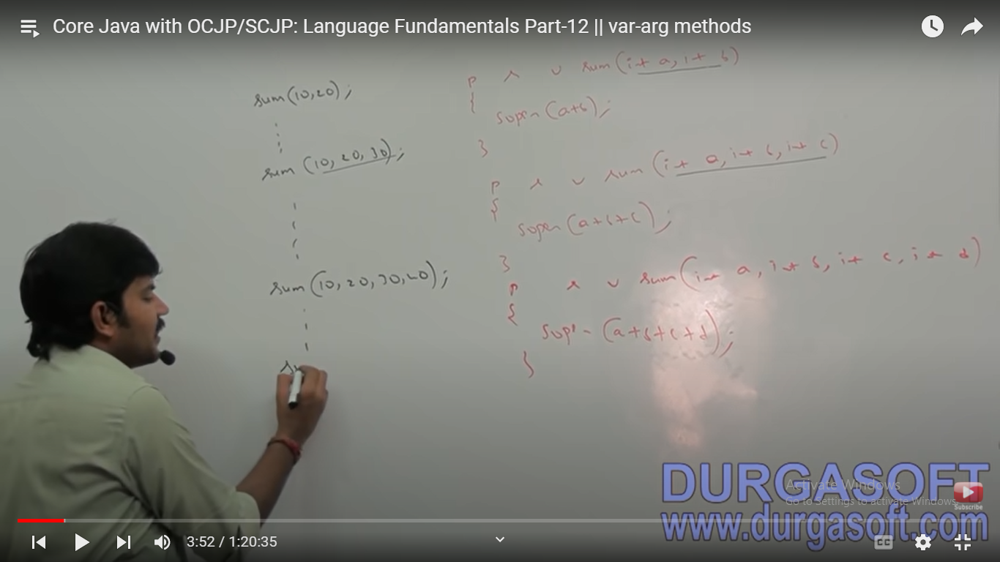 Core Java with OCJP/SCJP: Language Fundamentals Part-12 || var-arg methods
sum(10,20);
sum (10, 20, 30);
sum(10, 20, 30, 40);
su
p s v sum(int a, int b)
{
sopln (a+b);
}
p s v sum (int a, int b, int c)
{
sopln (a+b+c);
}
p s v sum(int a, int b, int c, int d)
{
sopln (a+b+c+d);
}
DURGASOFT
www.durgasoft.com
Activate Windows
Go to Settings to activate Windows.
Subscribe
3:52 / 1:20:35
CC